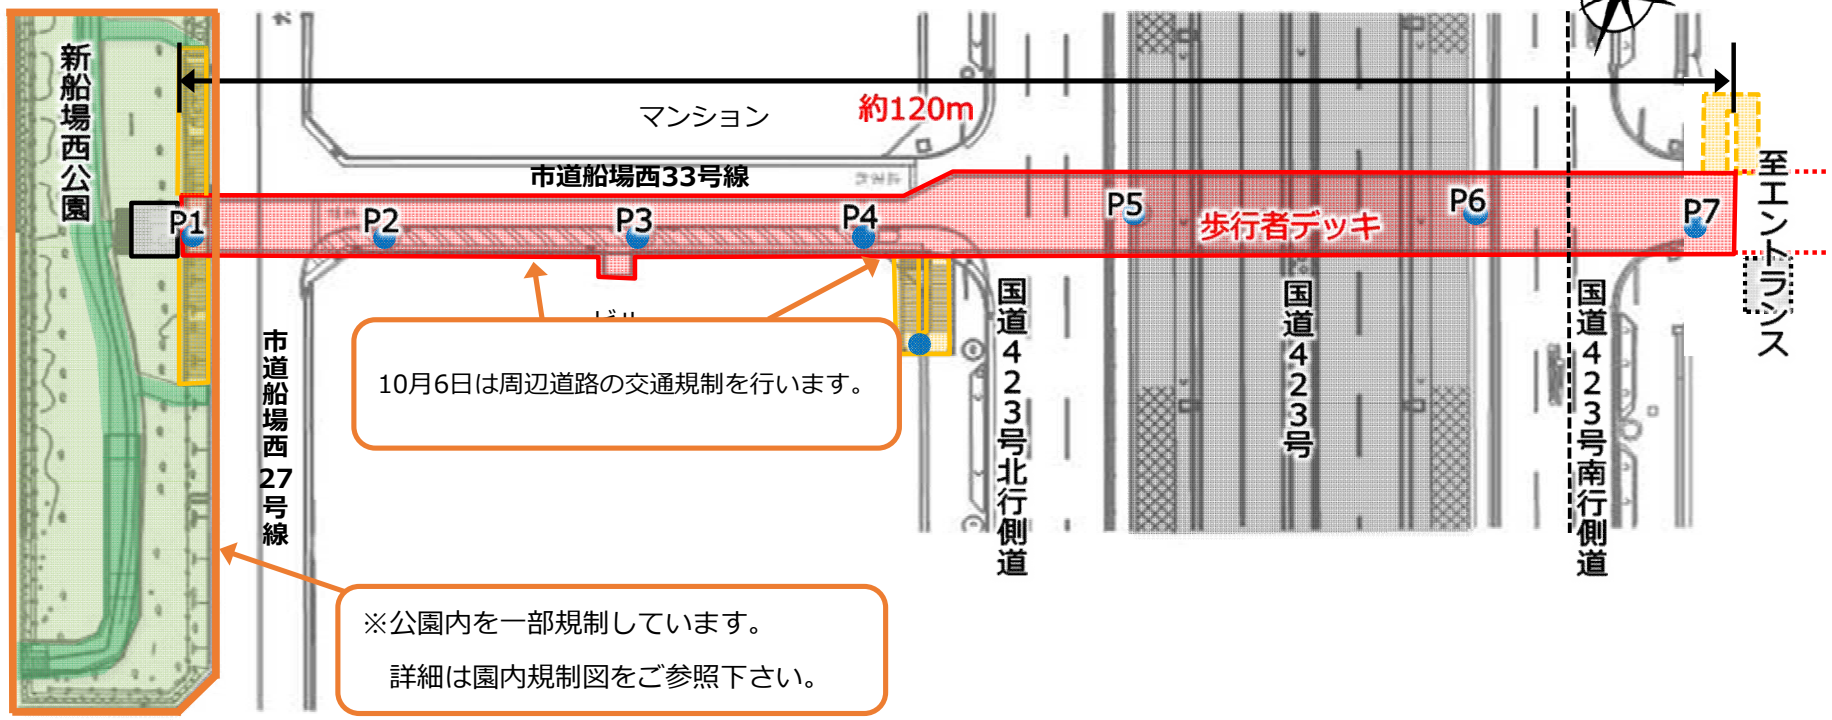 新船場西公園
マンション
約120m
市道船場西33号線
至エントランス
P1
P2
P3
P4
P5
P6
P7
歩行者デッキ
市道船場西27号線
10月6日は周辺道路の交通規制を行います。
国道423号北行側道
国道423号
国道423号南行側道
※公園内を一部規制しています。
詳細は園内規制図をご参照下さい。